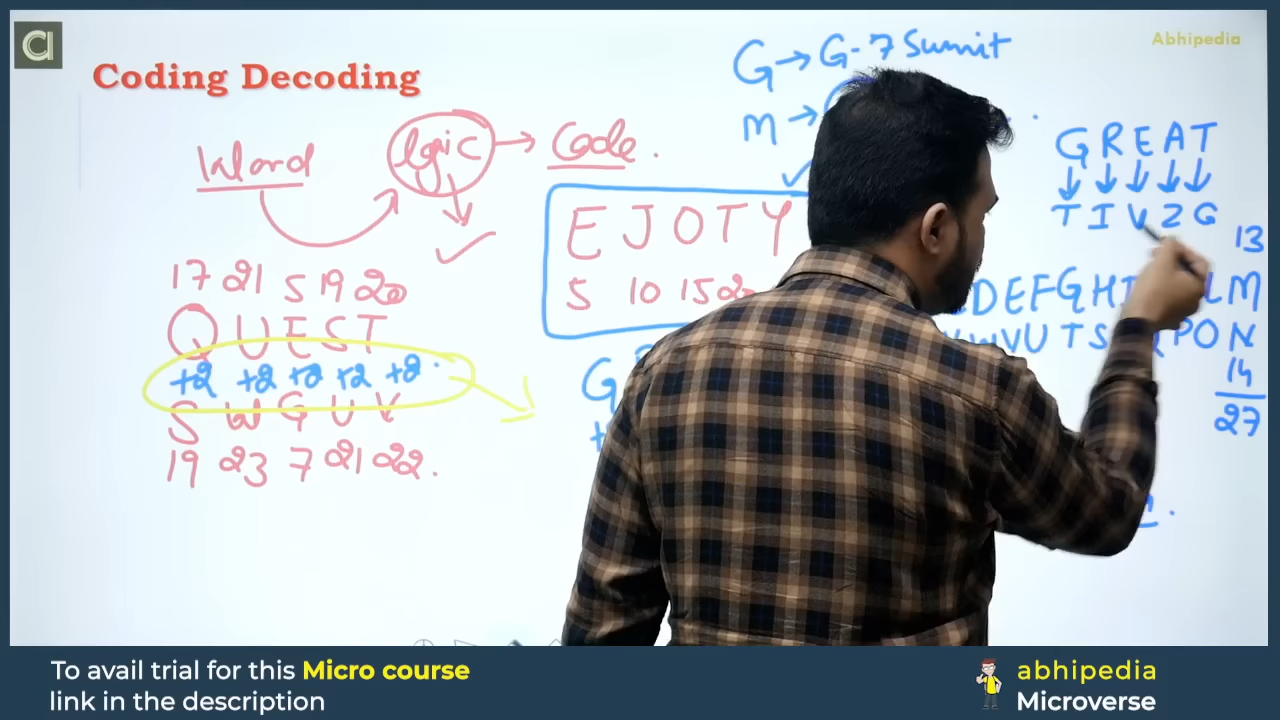 Abhipedia
Coding Decoding
G → G-7 Sumit
M →
Word logic → Code.
GREAT
TIVZG
E J O T Y
5 10 15
17 21 5 19 20
QUEST
+2 +2 +2 +2 +2
S W G U V
19 23 7 21 22.
13
DEFGH M
VUTS PON
14
27
G
To avail trial for this Micro course
link in the description
abhipedia
Microverse